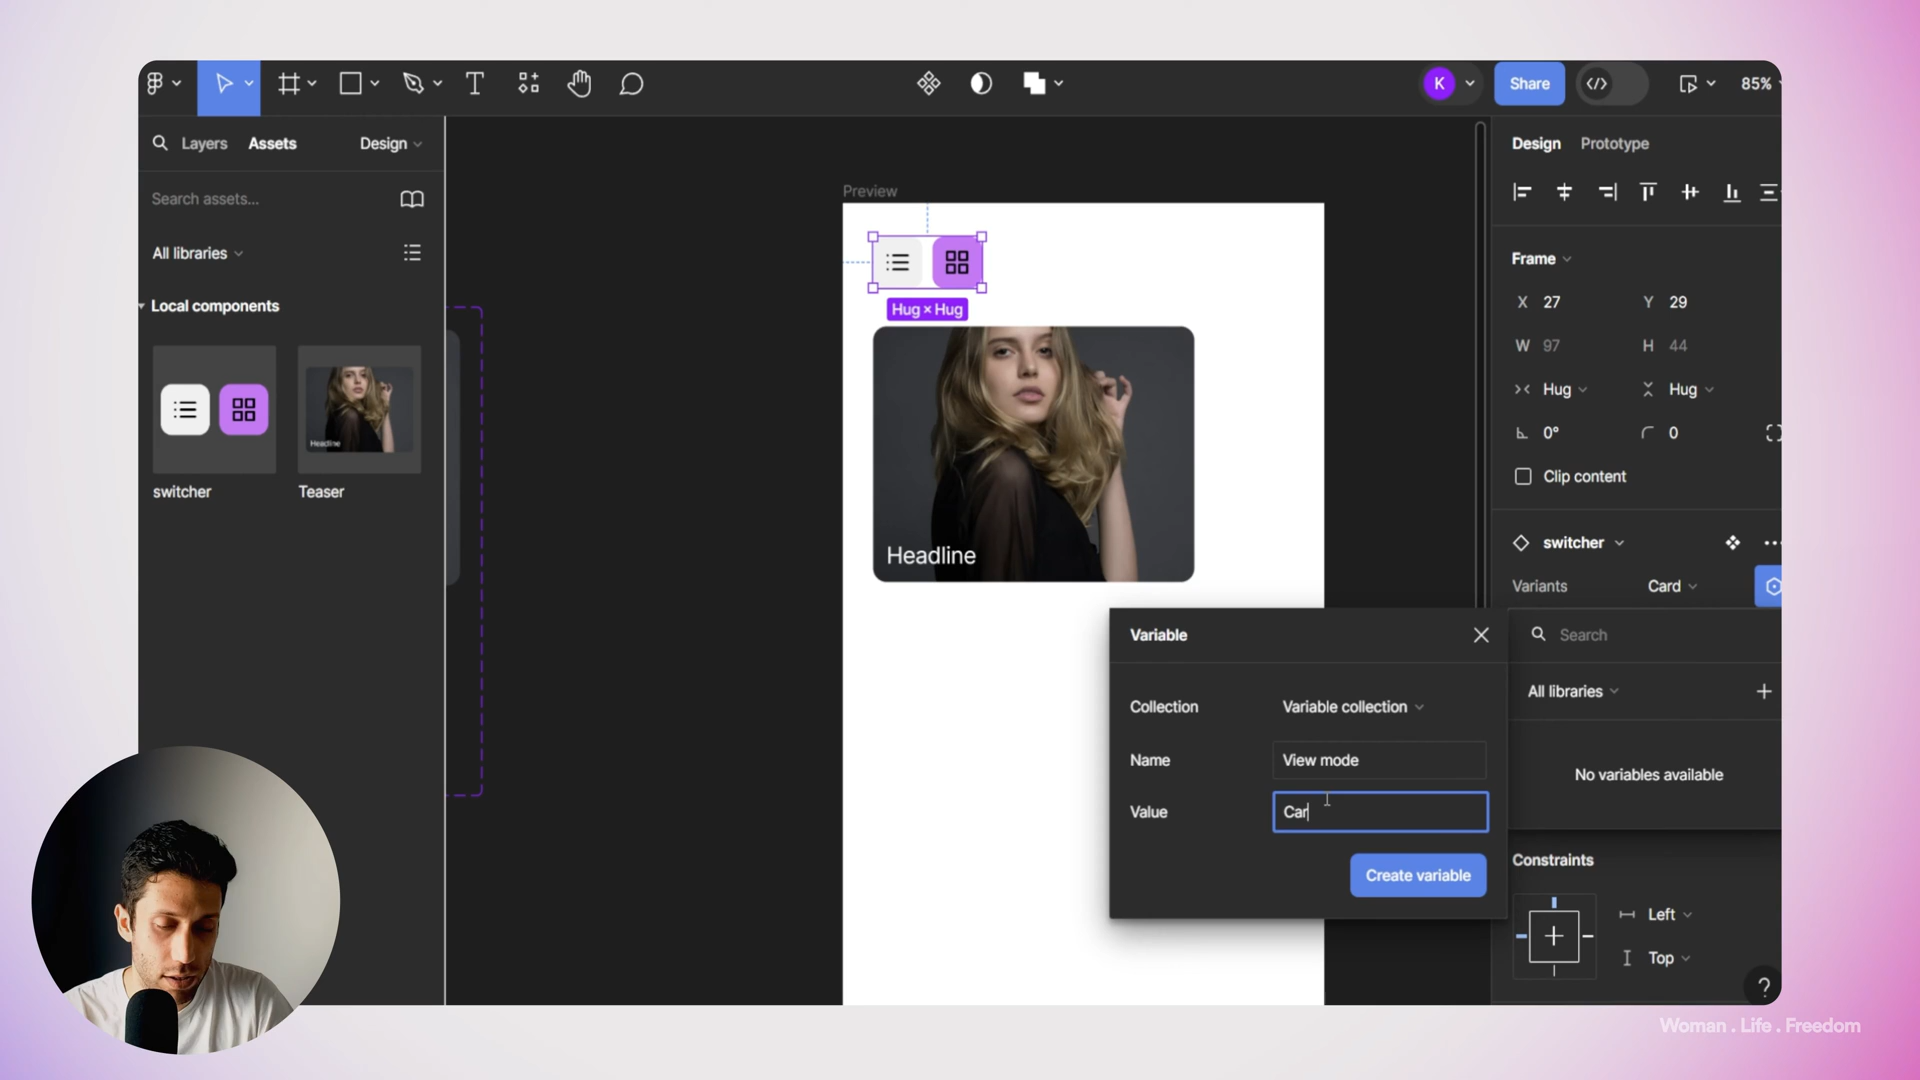 K
Share
85%
Layers
Assets
Design
Search assets...
All libraries
Local components
switcher
Teaser
Headline
Preview
Hug × Hug
Headline
Design
Prototype
Frame
X 27
Y 29
W 97
H 44
Hug
Hug
0°
0
Clip content
switcher
Variants
Card
Variable
Collection
Variable collection
Name
View mode
Value
Car
Create variable
Search
All libraries
No variables available
Constraints
Left
Top
?
Woman . Life . Freedom